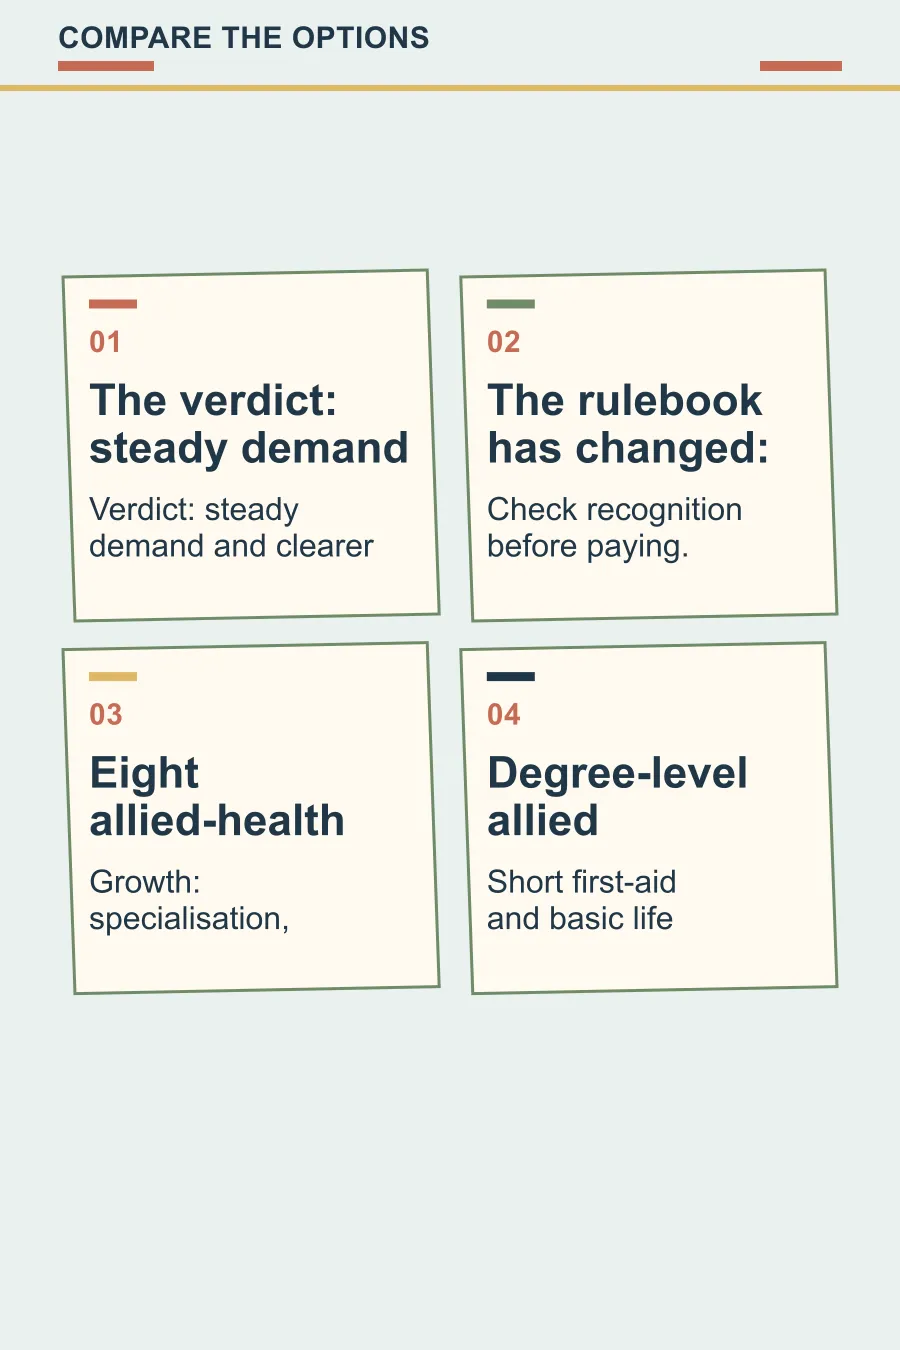 COMPARE THE OPTIONS
01
The verdict:
steady demand
Verdict: steady
demand and clearer
02
The rulebook
has changed:
Check recognition
before paying.
03
Eight
allied-health
Growth:
specialisation,
04
Degree-level
allied
Short first-aid
and basic life